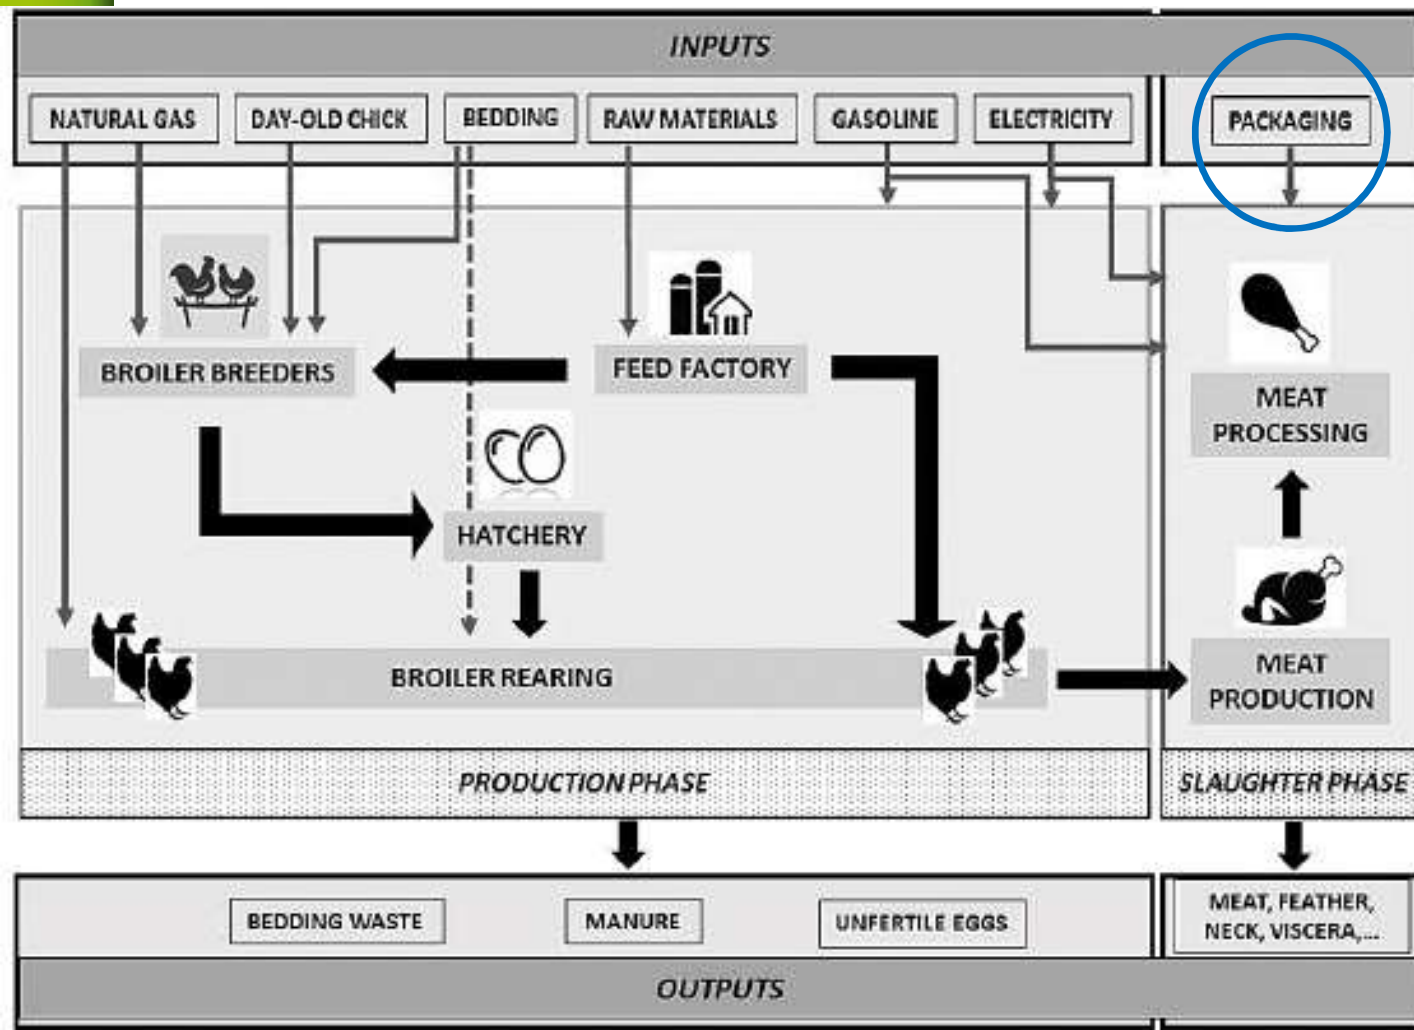 INPUTS
NATURAL GAS
DAY-OLD CHICK
BEDDING
RAW MATERIALS
GASOLINE
ELECTRICITY
PACKAGING
BROILER BREEDERS
FEED FACTORY
MEAT
PROCESSING
HATCHERY
BROILER REARING
MEAT
PRODUCTION
PRODUCTION PHASE
SLAUGHTER PHASE
BEDDING WASTE
MANURE
UNFERTILE EGGS
MEAT, FEATHER,
NECK, VISCERA,...
OUTPUTS